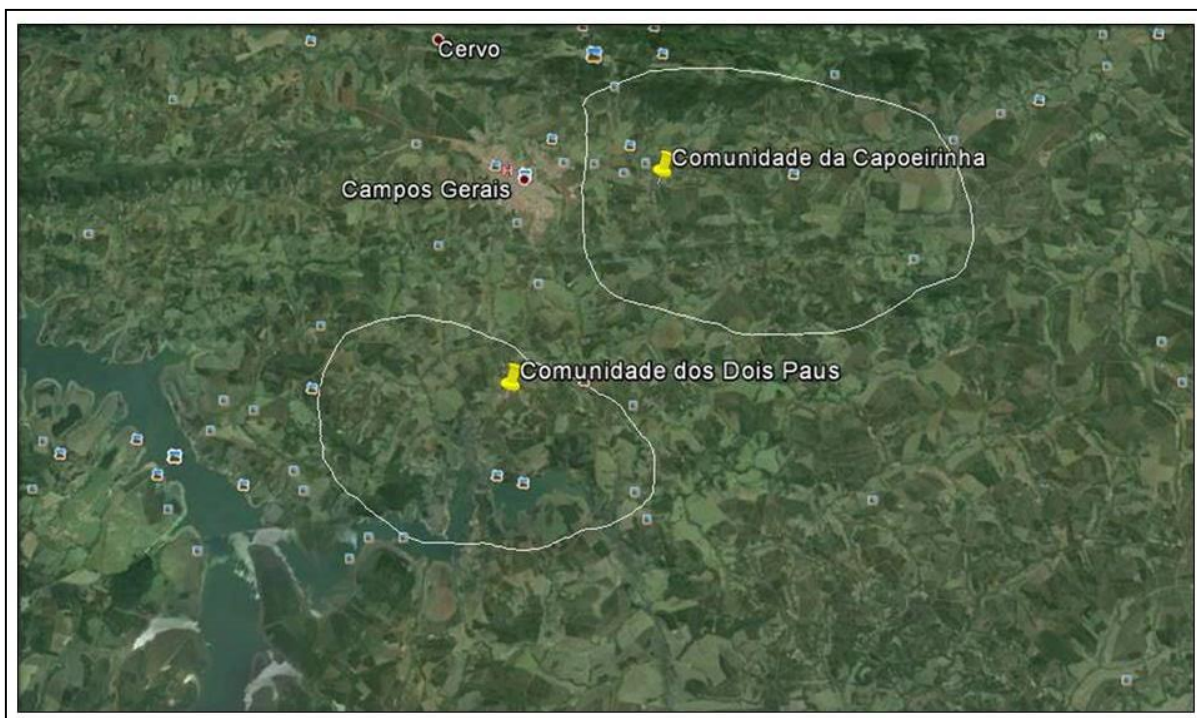 Cervo
Comunidade da Capoeirinha
Campos Gerais
Comunidade dos Dois Paus